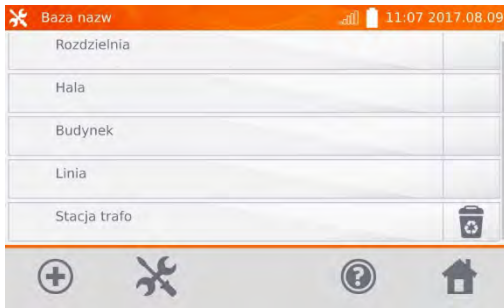 Baza nazw 11:07 2017.08.09
Rozdzielnia
Hala
Budynek
Linia
Stacja trafo